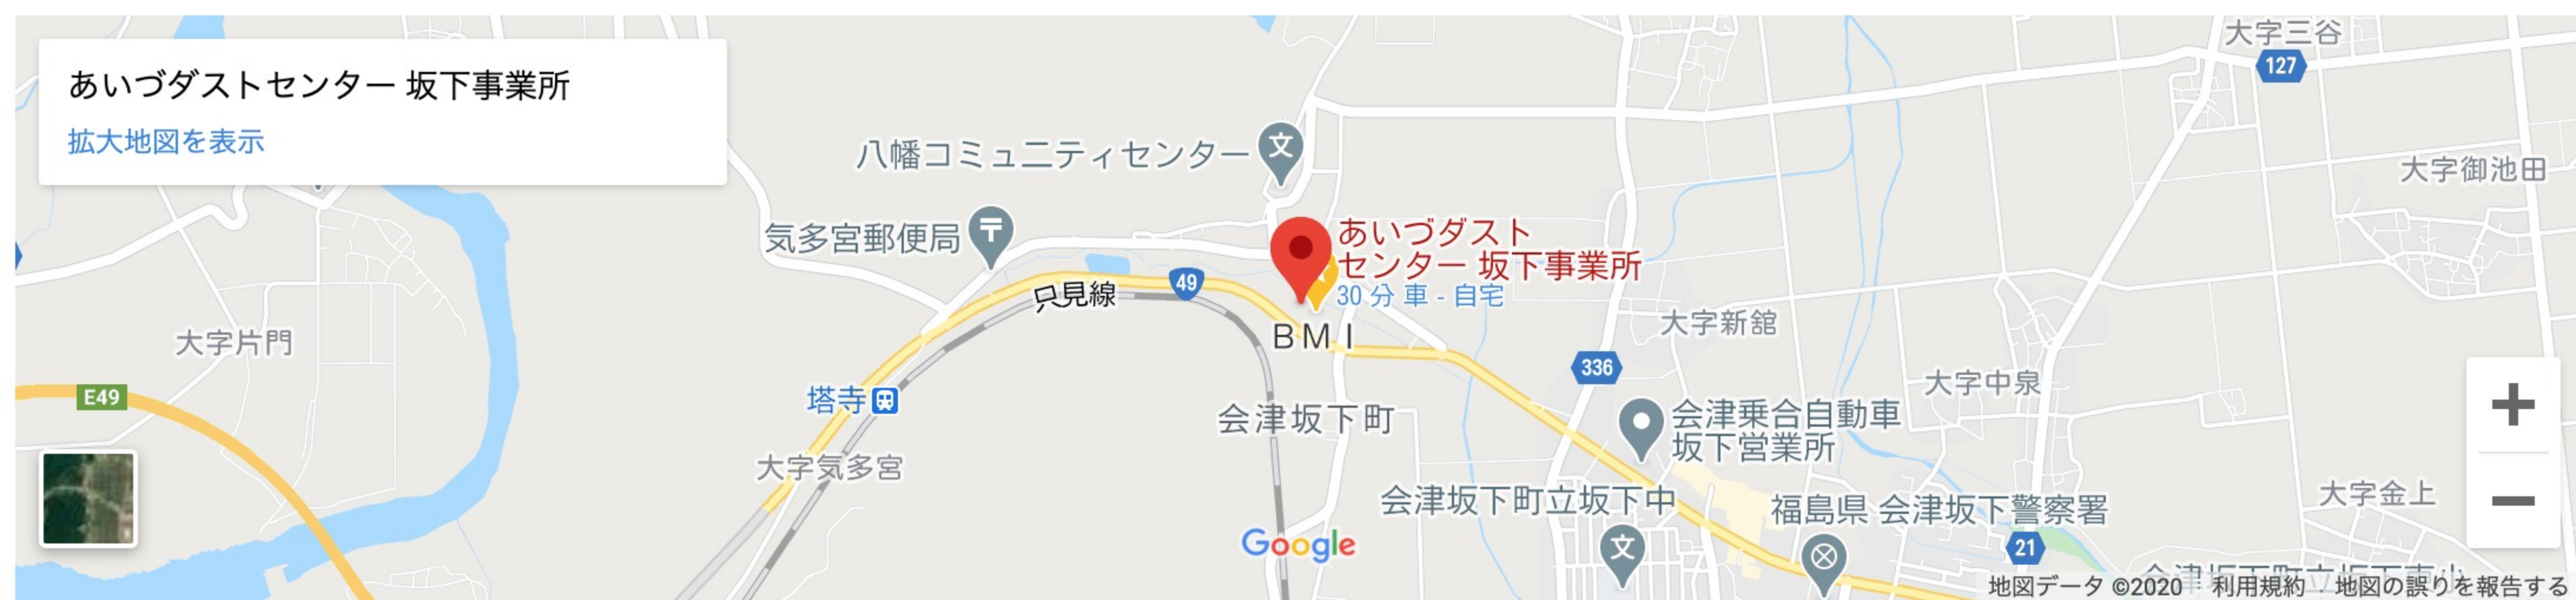 あいづダストセンター 坂下事業所
拡大地図を表示
大字三谷
127
八幡コミュニティセンター
文
大字御池田
気多宮郵便局
あいづダスト
センター 坂下事業所
30 分 車 - 自宅
49
只見線
BMI
大字新舘
大字片門
336
大字中泉
E49
塔寺
会津坂下町
会津乗合自動車
坂下営業所
大字気多宮
会津坂下町立坂下中
文
福島県 会津坂下警察署
大字金上
21
Google
地図データ ©2020 利用規約 地図の誤りを報告する